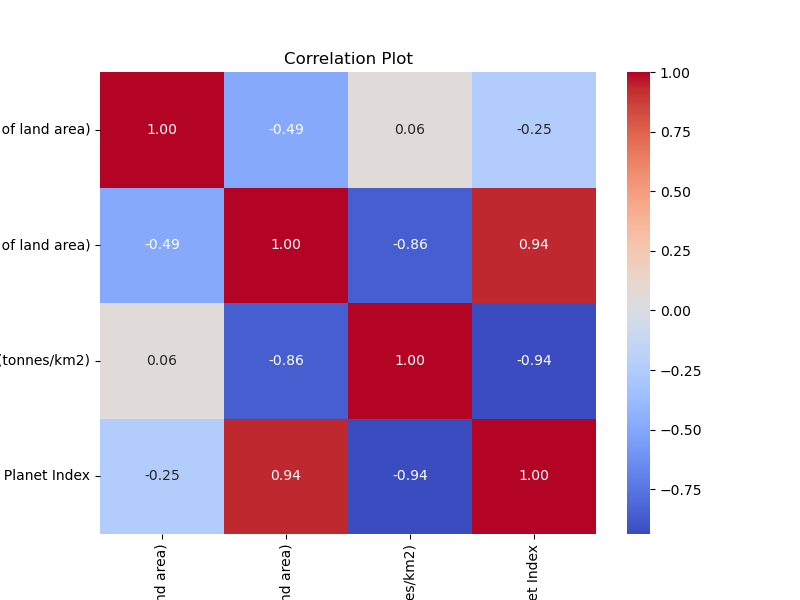 Correlation Plot
of land area)
1.00 -0.49 0.06 -0.25
of land area)
-0.49 1.00 -0.86 0.94
(tonnes/km2)
0.06 -0.86 1.00 -0.94
Planet Index
-0.25 0.94 -0.94 1.00
nd area)
nd area)
es/km2)
et Index
1.00
0.75
0.50
0.25
0.00
−0.25
−0.50
−0.75